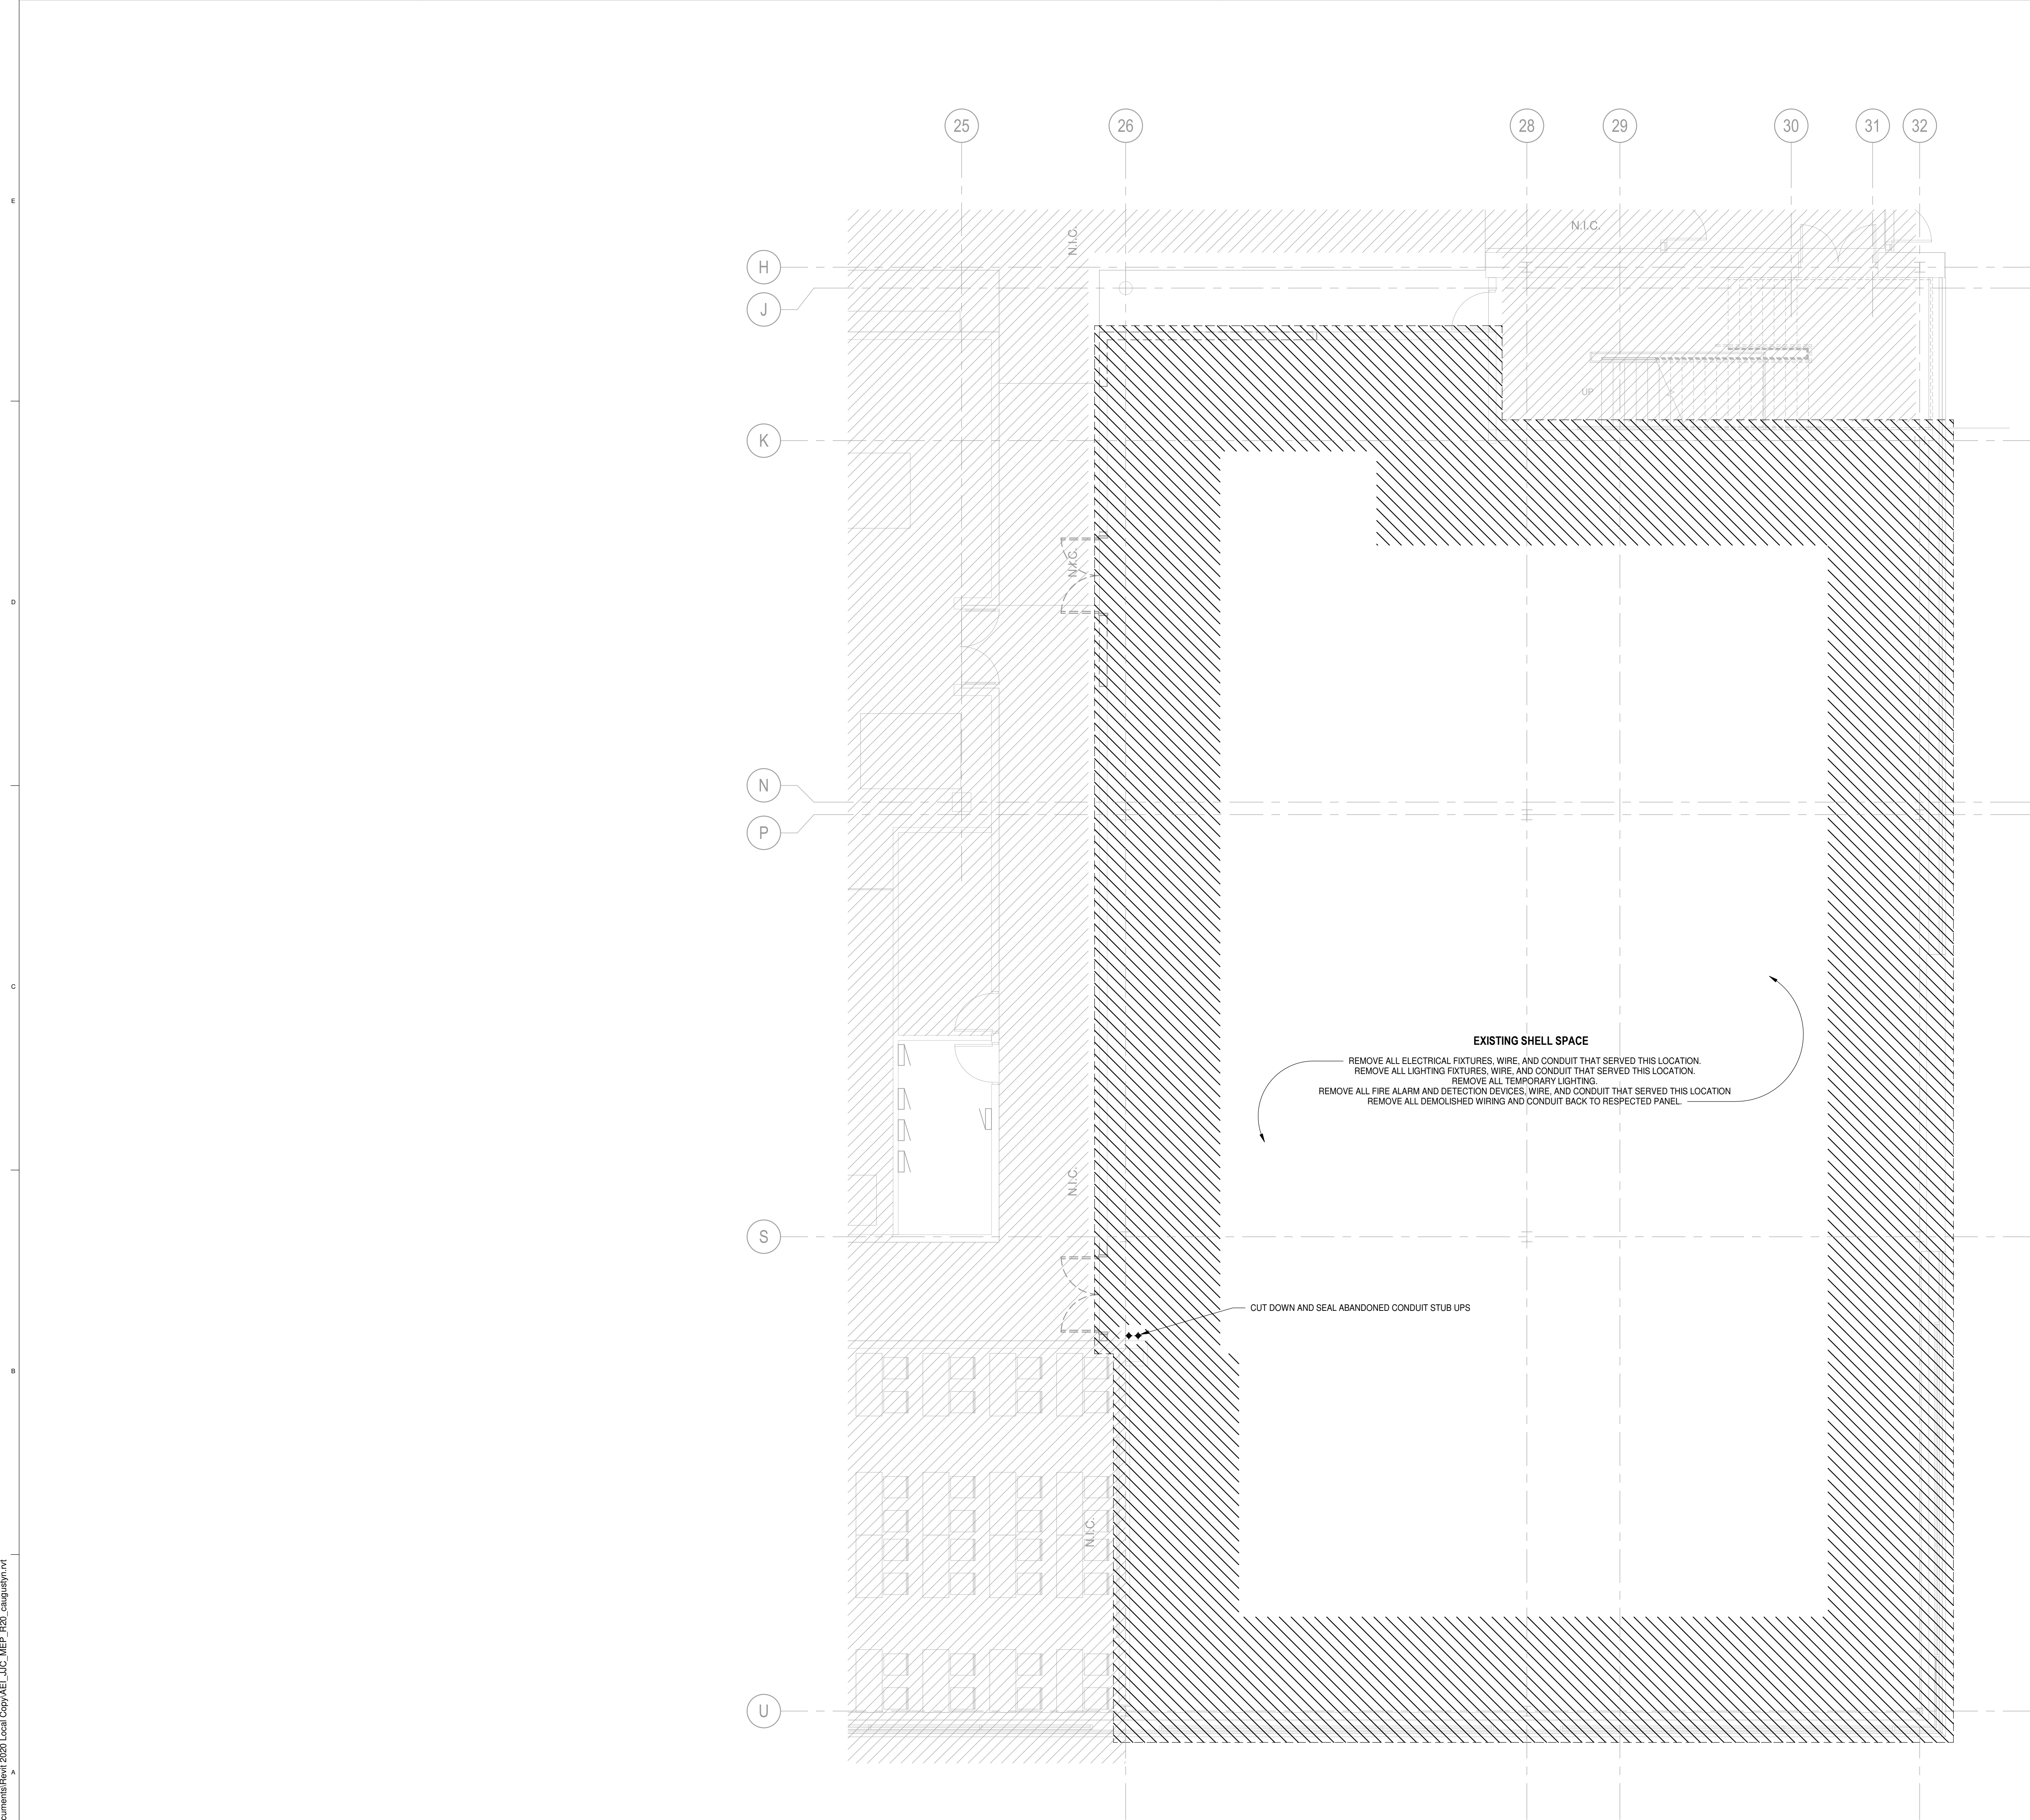 25
26
28
29
30
31
32
E
N.I.C.
N.I.C.
H
J
UP
K
N.I.C.
D
N
P
C
EXISTING SHELL SPACE
REMOVE ALL ELECTRICAL FIXTURES, WIRE, AND CONDUIT THAT SERVED THIS LOCATION.
REMOVE ALL LIGHTING FIXTURES, WIRE, AND CONDUIT THAT SERVED THIS LOCATION.
REMOVE ALL TEMPORARY LIGHTING.
REMOVE ALL FIRE ALARM AND DETECTION DEVICES, WIRE, AND CONDUIT THAT SERVED THIS LOCATION
REMOVE ALL DEMOLISHED WIRING AND CONDUIT BACK TO RESPECTED PANEL.
N.I.C.
S
CUT DOWN AND SEAL ABANDONED CONDUIT STUB UPS
B
N.I.C.
U
A
cuments\Revit 2020 Local Copy\AEI_JJC_MEP_R20_caugustyn.rvt